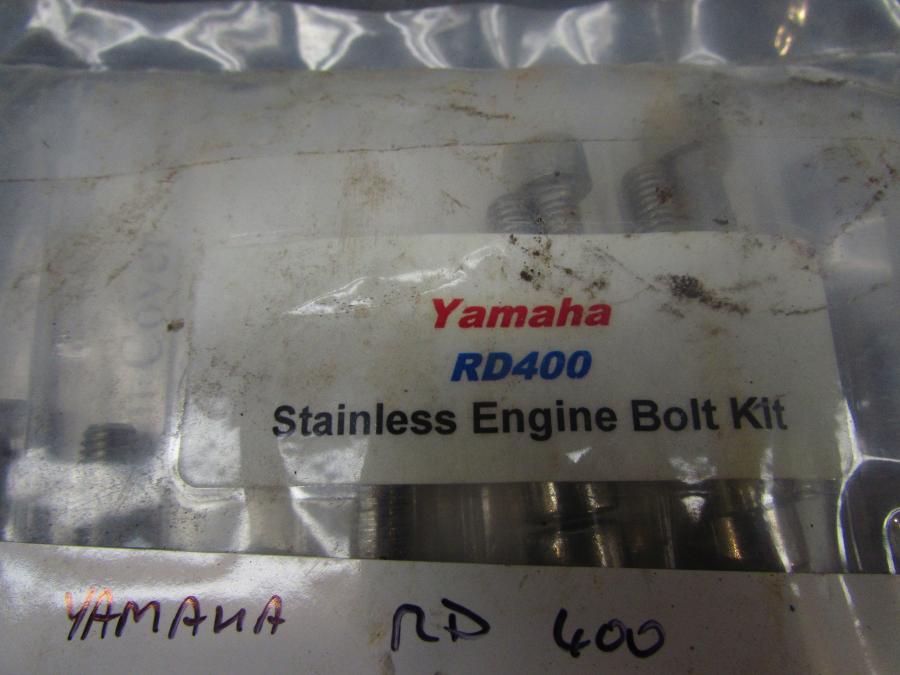 Yamaha
RD400
Stainless Engine Bolt Kit
YAMAHA RD 400